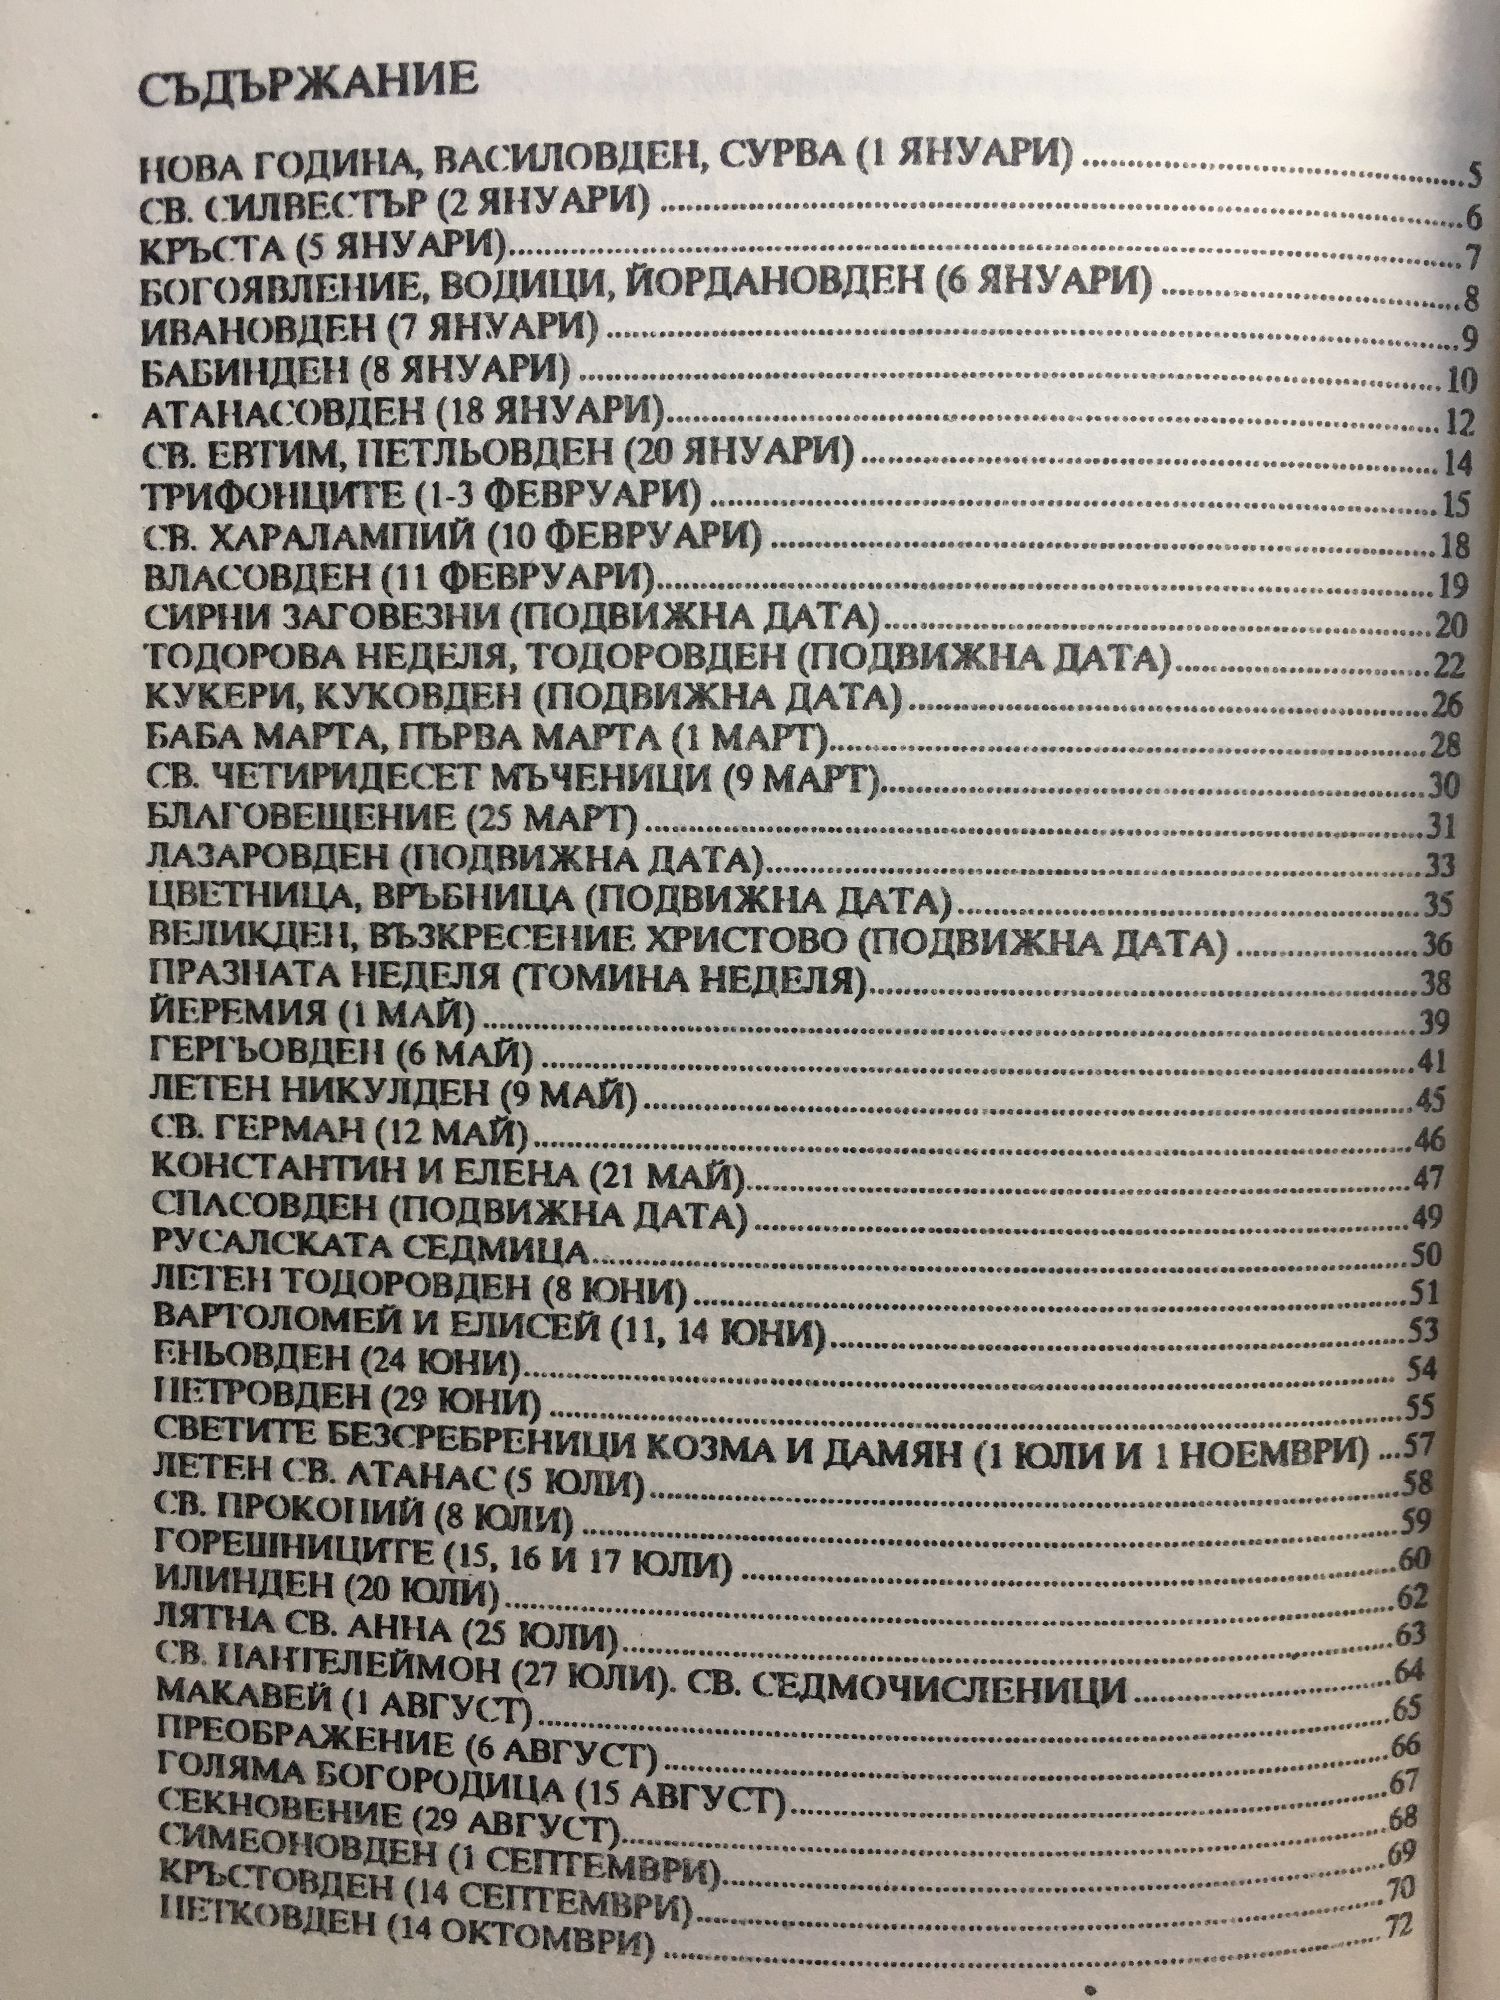 СЪДЪРЖАНИЕ
НОВА ГОДИНА, ВАСИЛОВДЕН, СУРВА (1 ЯНУАРИ) ........ 5
СВ. СИЛВЕСТЪР (2 ЯНУАРИ) ........ 6
КРЪСТА (5 ЯНУАРИ) ........ 7
БОГОЯВЛЕНИЕ, ВОДИЦИ, ЙОРДАНОВДЕН (6 ЯНУАРИ) ........ 8
ИВАНОВДЕН (7 ЯНУАРИ) ........ 9
БАБИНДЕН (8 ЯНУАРИ) ........ 10
АТАНАСОВДЕН (18 ЯНУАРИ) ........ 12
СВ. ЕВТИМ, ПЕТЛЬОВДЕН (20 ЯНУАРИ) ........ 14
ТРИФОНЦИТЕ (1-3 ФЕВРУАРИ) ........ 15
СВ. ХАРАЛАМПИЙ (10 ФЕВРУАРИ) ........ 18
ВЛАСОВДЕН (11 ФЕВРУАРИ) ........ 19
СИРНИ ЗАГОВЕЗНИ (ПОДВИЖНА ДАТА) ........ 20
ТОДОРОВА НЕДЕЛЯ, ТОДОРОВДЕН (ПОДВИЖНА ДАТА) ........ 22
КУКЕРИ, КУКОВДЕН (ПОДВИЖНА ДАТА) ........ 26
БАБА МАРТА, ПЪРВА МАРТА (1 МАРТ) ........ 28
СВ. ЧЕТИРИДЕСЕТ МЪЧЕНИЦИ (9 МАРТ) ........ 30
БЛАГОВЕЩЕНИЕ (25 МАРТ) ........ 31
ЛАЗАРОВДЕН (ПОДВИЖНА ДАТА) ........ 33
ЦВЕТНИЦА, ВРЪБНИЦА (ПОДВИЖНА ДАТА) ........ 35
ВЕЛИКДЕН, ВЪЗКРЕСЕНИЕ ХРИСТОВО (ПОДВИЖНА ДАТА) ........ 36
ПРАЗНАТА НЕДЕЛЯ (ТОМИНА НЕДЕЛЯ) ........ 38
ЙЕРЕМИЯ (1 МАЙ) ........ 39
ГЕРГЬОВДЕН (6 МАЙ) ........ 41
ЛЕТЕН НИКУЛДЕН (9 МАЙ) ........ 45
СВ. ГЕРМАН (12 МАЙ) ........ 46
КОНСТАНТИН И ЕЛЕНА (21 МАЙ) ........ 47
СПАСОВДЕН (ПОДВИЖНА ДАТА) ........ 49
РУСАЛСКАТА СЕДМИЦА ........ 50
ЛЕТЕН ТОДОРОВДЕН (8 ЮНИ) ........ 51
ВАРТОЛОМЕЙ И ЕЛИСЕЙ (11, 14 ЮНИ) ........ 53
ЕНЬОВДЕН (24 ЮНИ) ........ 54
ПЕТРОВДЕН (29 ЮНИ) ........ 55
СВЕТИТЕ БЕЗСРЕБРЕНИЦИ КОЗМА И ДАМЯН (1 ЮЛИ И 1 НОЕМВРИ) ...57
ЛЕТЕН СВ. АТАНАС (5 ЮЛИ) ........ 58
СВ. ПРОКОПИЙ (8 ЮЛИ) ........ 59
ГОРЕШНИЦИТЕ (15, 16 И 17 ЮЛИ) ........ 60
ИЛИНДЕН (20 ЮЛИ) ........ 62
ЛЯТНА СВ. АННА (25 ЮЛИ) ........ 63
СВ. ПАНТЕЛЕЙМОН (27 ЮЛИ). СВ. СЕДМОЧИСЛЕНИЦИ ........ 64
МАКАВЕЙ (1 АВГУСТ) ........ 65
ПРЕОБРАЖЕНИЕ (6 АВГУСТ) ........ 66
ГОЛЯМА БОГОРОДИЦА (15 АВГУСТ) ........ 67
СЕКНОВЕНИЕ (29 АВГУСТ) ........ 68
СИМЕОНОВДЕН (1 СЕПТЕМВРИ) ........ 69
КРЪСТОВДЕН (14 СЕПТЕМВРИ) ........ 70
ПЕТКОВДЕН (14 ОКТОМВРИ) ........ 72